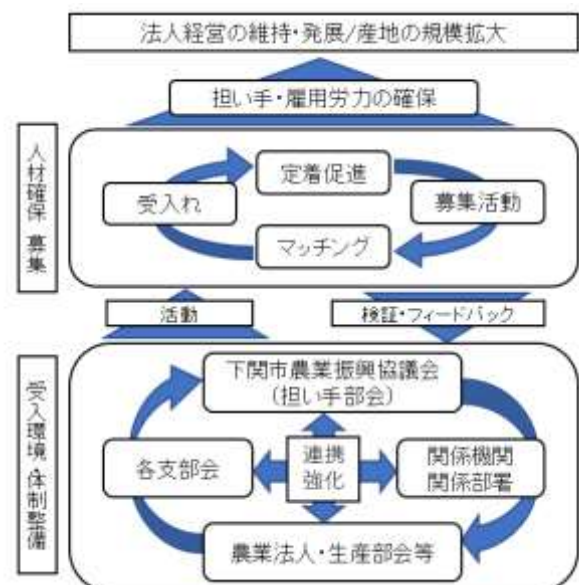 法人経営の維持・発展/産地の規模拡大
担い手・雇用労力の確保
人材確保 募集
定着促進
受入れ
募集活動
マッチング
活動
検証・フィードバック
受入環境 体制整備
下関市農業振興協議会
(担い手部会)
各支部会
連携
強化
関係機関
関係部署
農業法人・生産部会等